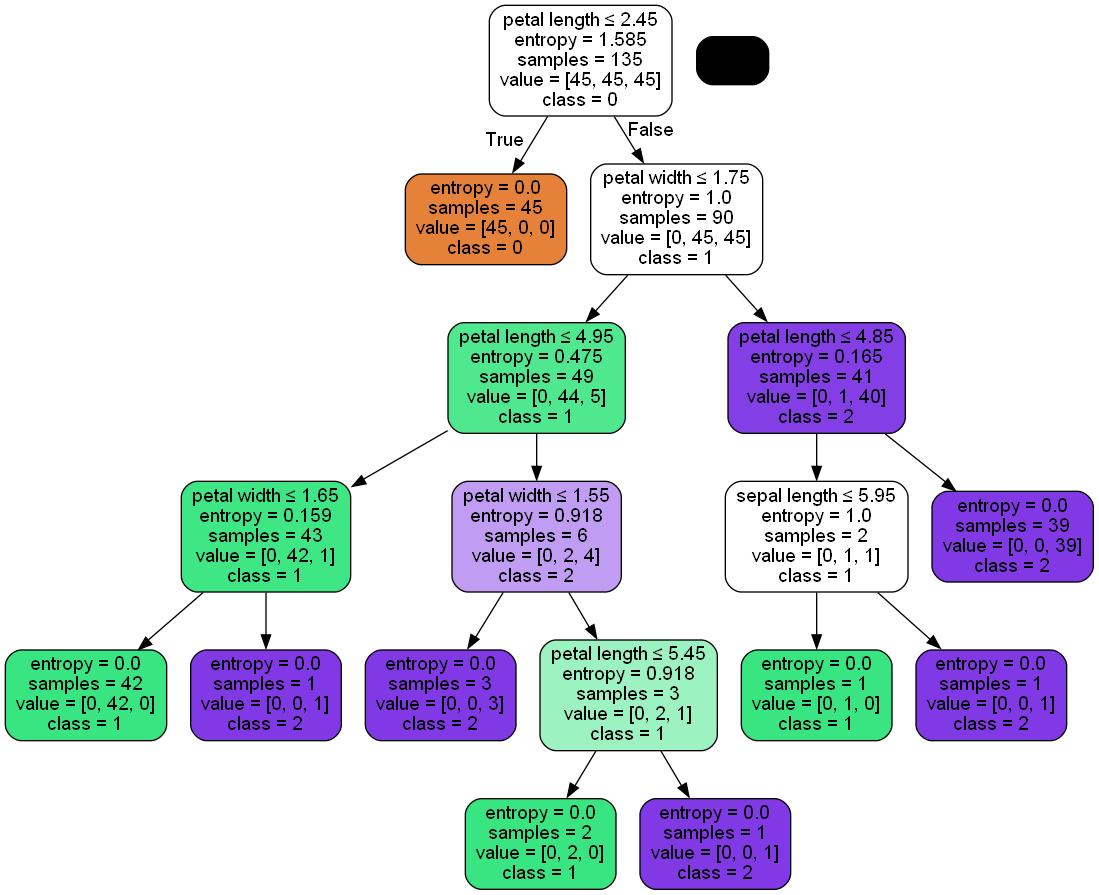 petal length ≤ 2.45
entropy = 1.585
samples = 135
value = [45, 45, 45]
class = 0
True
False
entropy = 0.0
samples = 45
value = [45, 0, 0]
class = 0
petal width ≤ 1.75
entropy = 1.0
samples = 90
value = [0, 45, 45]
class = 1
petal length ≤ 4.95
entropy = 0.475
samples = 49
value = [0, 44, 5]
class = 1
petal length ≤ 4.85
entropy = 0.165
samples = 41
value = [0, 1, 40]
class = 2
petal width ≤ 1.65
entropy = 0.159
samples = 43
value = [0, 42, 1]
class = 1
petal width ≤ 1.55
entropy = 0.918
samples = 6
value = [0, 2, 4]
class = 2
sepal length ≤ 5.95
entropy = 1.0
samples = 2
value = [0, 1, 1]
class = 1
entropy = 0.0
samples = 39
value = [0, 0, 39]
class = 2
entropy = 0.0
samples = 42
value = [0, 42, 0]
class = 1
entropy = 0.0
samples = 1
value = [0, 0, 1]
class = 2
entropy = 0.0
samples = 3
value = [0, 0, 3]
class = 2
petal length ≤ 5.45
entropy = 0.918
samples = 3
value = [0, 2, 1]
class = 1
entropy = 0.0
samples = 1
value = [0, 1, 0]
class = 1
entropy = 0.0
samples = 1
value = [0, 0, 1]
class = 2
entropy = 0.0
samples = 2
value = [0, 2, 0]
class = 1
entropy = 0.0
samples = 1
value = [0, 0, 1]
class = 2